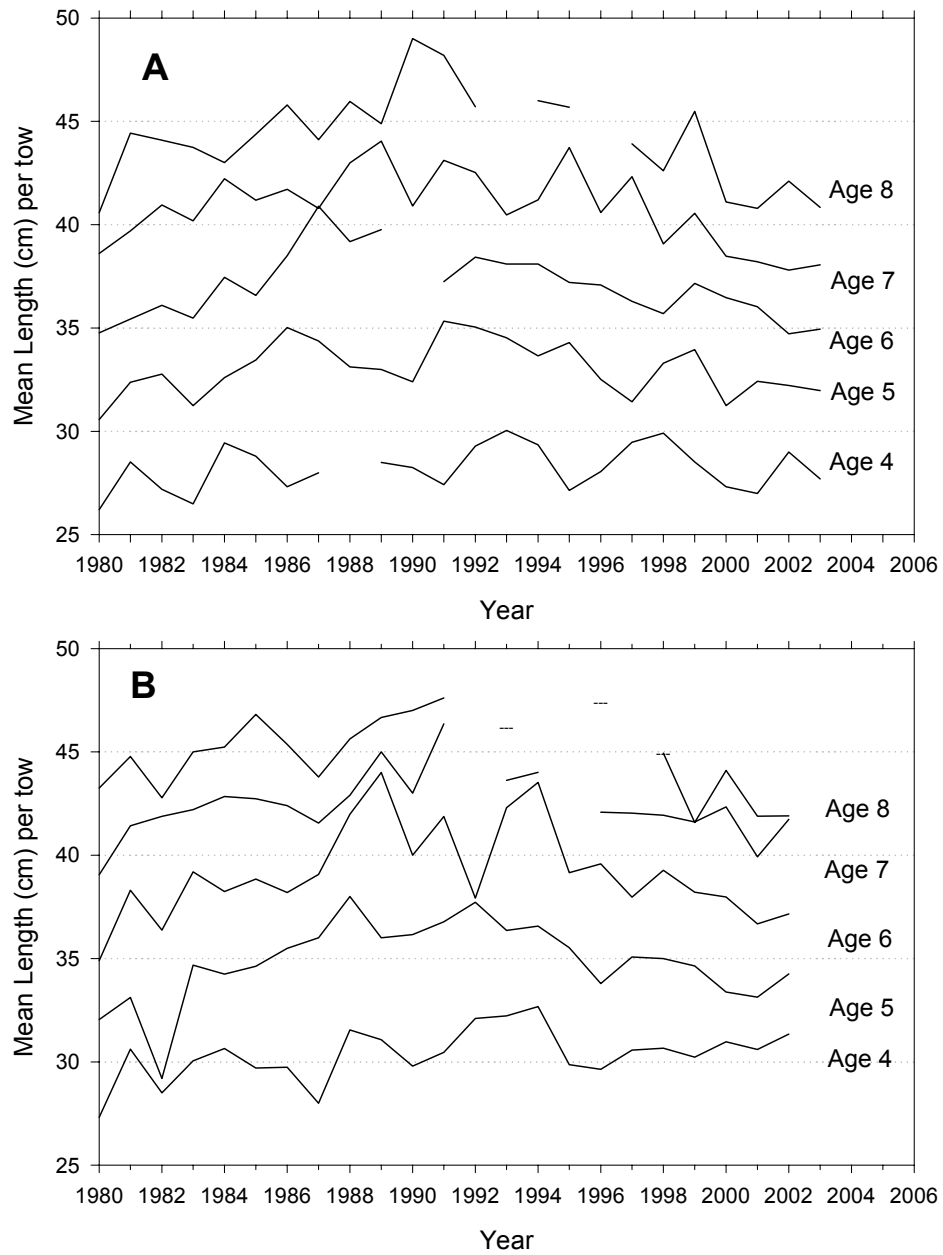 A
Mean Length (cm) per tow
45
40
35
30
25
Age 8
Age 7
Age 6
Age 5
Age 4
1980 1982 1984 1986 1988 1990 1992 1994 1996 1998 2000 2002 2004 2006
Year
B
Mean Length (cm) per tow
50
45
40
35
30
25
Age 8
Age 7
Age 6
Age 5
Age 4
1980 1982 1984 1986 1988 1990 1992 1994 1996 1998 2000 2002 2004 2006
Year